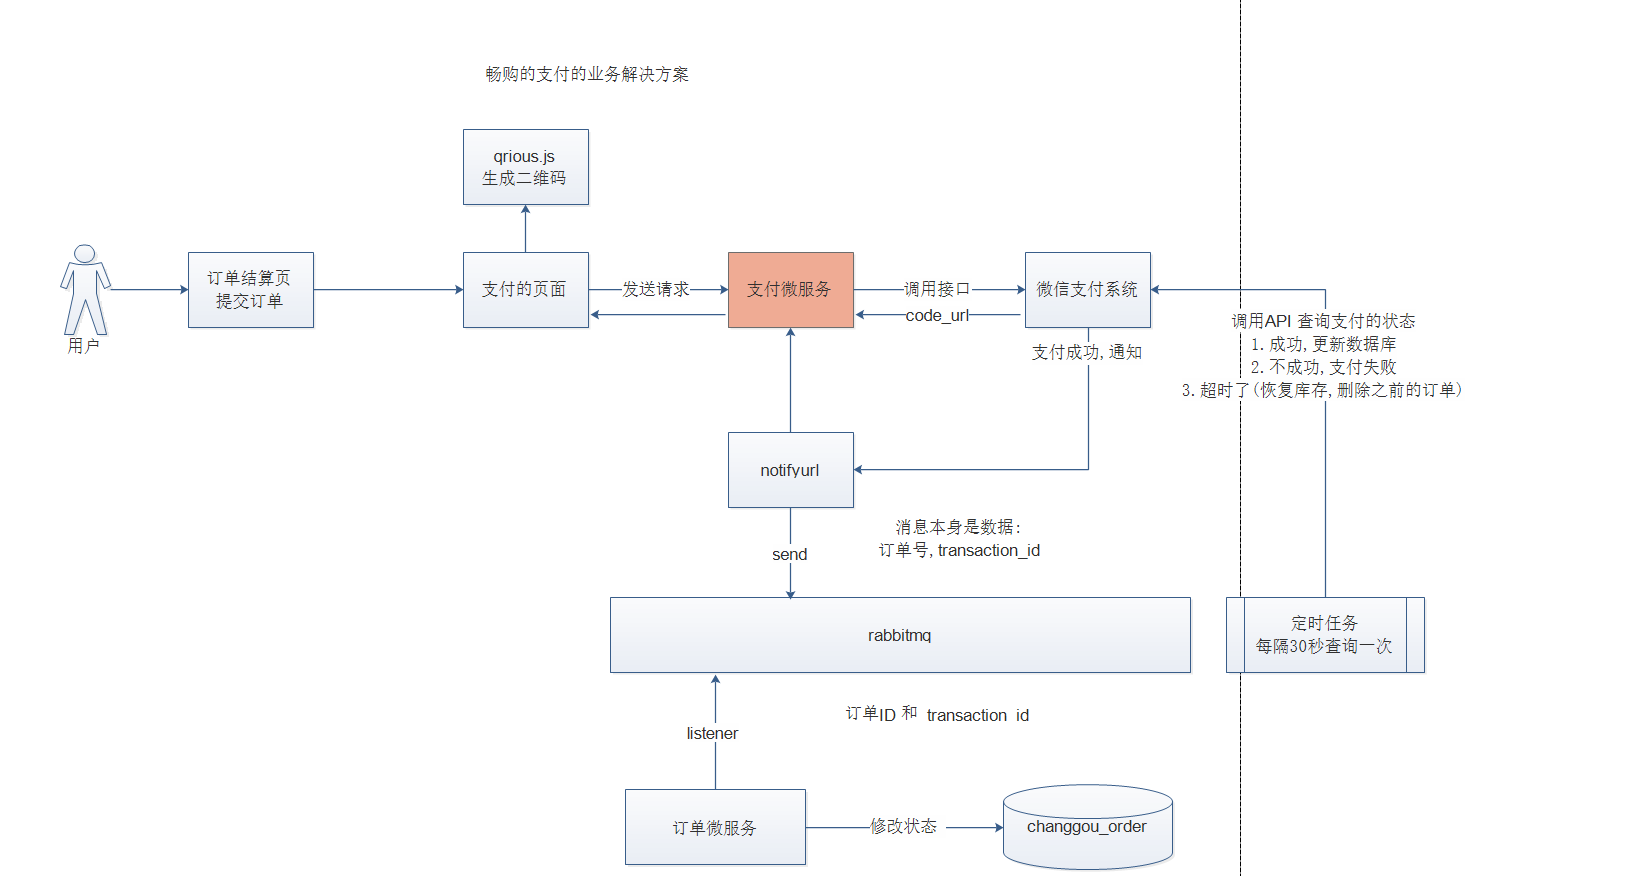 畅购的支付的业务解决方案
qrious.js
生成二维码
用户
订单结算页
提交订单
支付的页面
发送请求
支付微服务
调用接口
code_url
微信支付系统
支付成功,通知
调用API 查询支付的状态
1.成功,更新数据库
2.不成功,支付失败
3.超时了(恢复库存,删除之前的订单)
notifyurl
send
消息本身是数据:
订单号,transaction_id
rabbitmq
定时任务
每隔30秒查询一次
listener
订单ID 和 transaction_id
订单微服务
修改状态
changgou_order